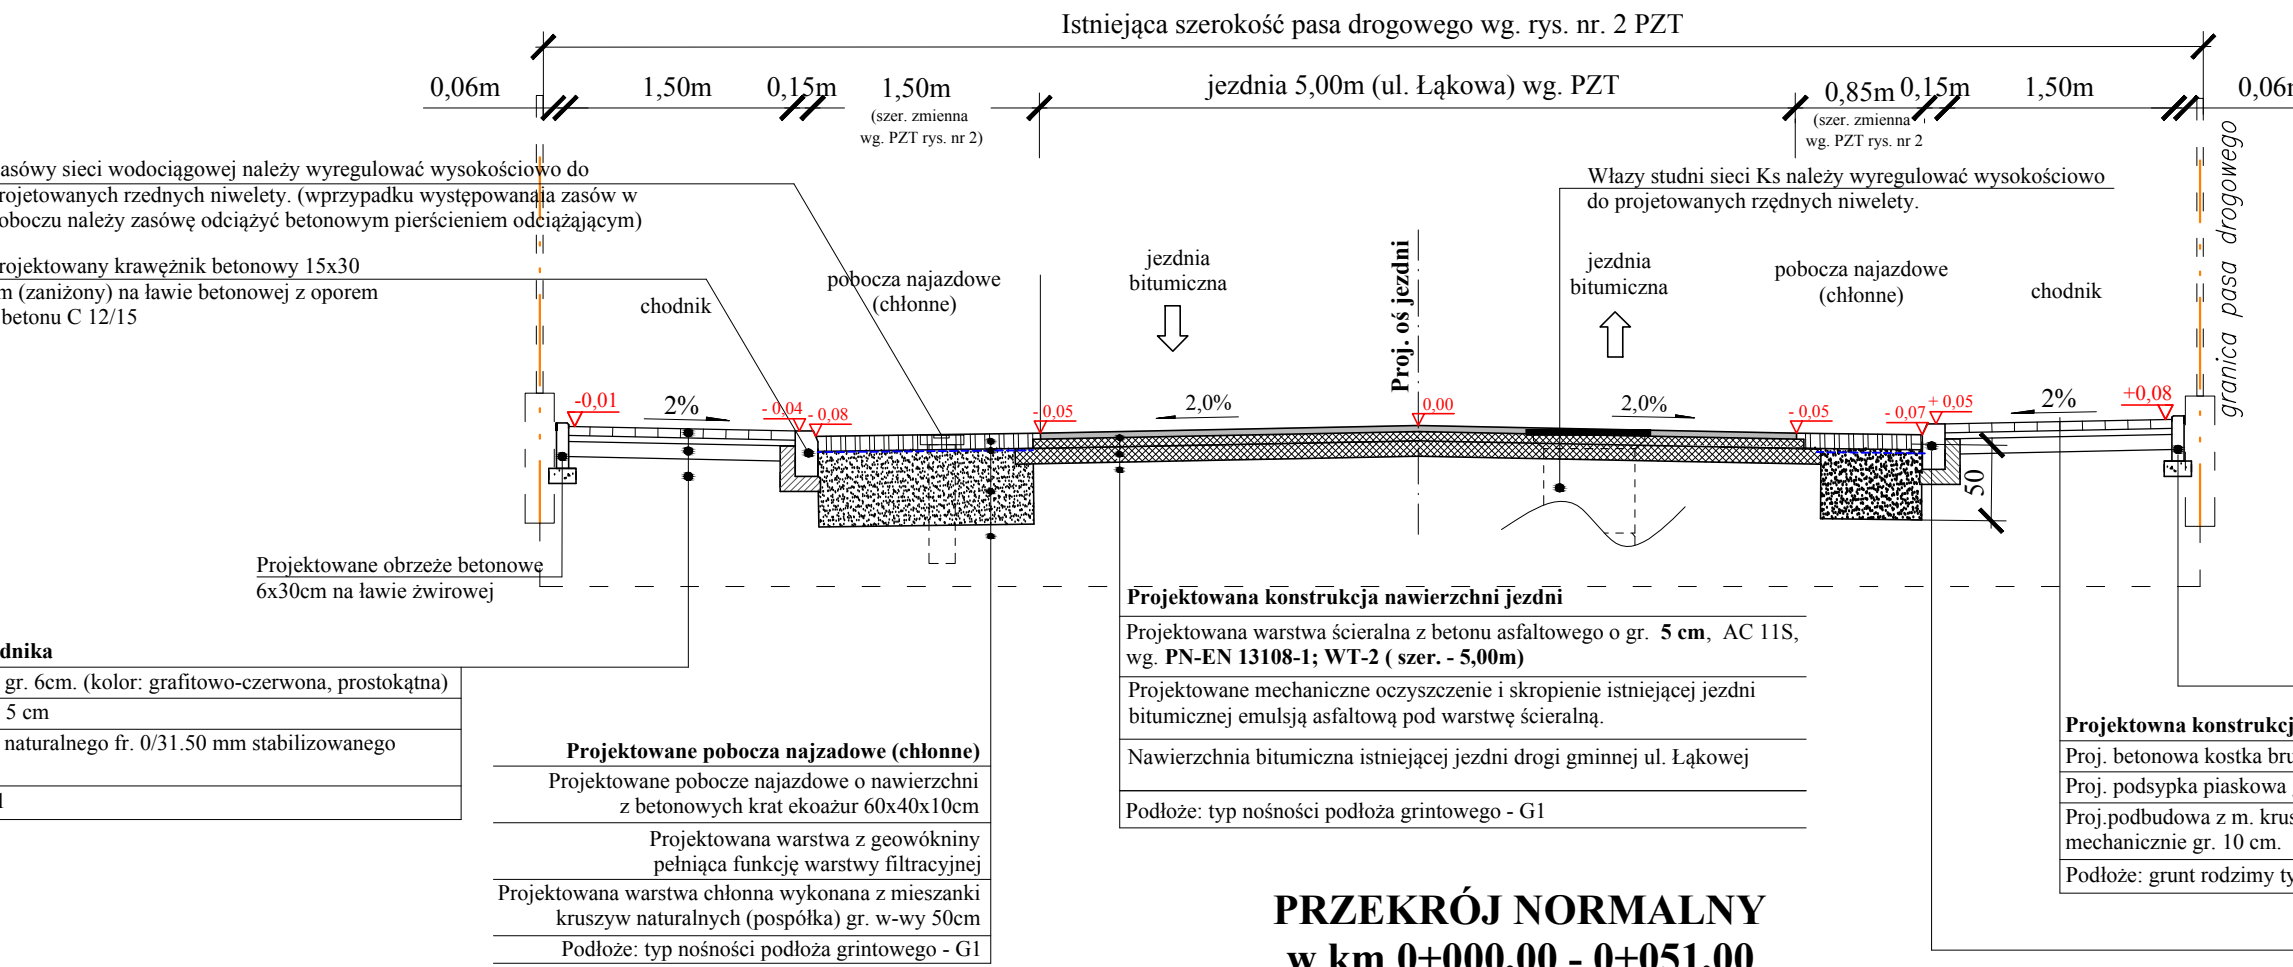 Istniejąca szerokość pasa drogowego wg. rys. nr. 2 PZT
0,06m
1,50m
0,15m
1,50m
(szer. zmienna
wg. PZT rys. nr 2)
jezdnia 5,00m (ul. Łąkowa) wg. PZT
0,85m
(szer. zmienna
wg. PZT rys. nr 2
0,15m
1,50m
0,06m
asówy sieci wodociągowej należy wyregulować wysokościowo do
rojetowanych rzednych niwelety. (wprzypadku występowanaia zasów w
oboczu należy zasówę odciążyć betonowym pierścieniem odciążającym)
rojektowany krawężnik betonowy 15x30
m (zaniżony) na ławie betonowej z oporem
betonu C 12/15
chodnik
pobocza najazdowe
(chłonne)
jezdnia
bitumiczna
Proj. oś jezdni
Włazy studni sieci Ks należy wyregulować wysokościowo
do projetowanych rzędnych niwelety.
jezdnia
bitumiczna
pobocza najazdowe
(chłonne)
chodnik
granica pasa drogowego
-0,01
2%
- 0,04
- 0,08
- 0,05
2,0%
0,00
2,0%
- 0,05
- 0,07
+ 0,05
2%
+0,08
50
Projektowane obrzeże betonowe
6x30cm na ławie żwirowej
dnika
gr. 6cm. (kolor: grafitowo-czerwona, prostokątna)
5 cm
naturalnego fr. 0/31.50 mm stabilizowanego
Projektowane pobocza najzadowe (chłonne)
Projektowane pobocze najazdowe o nawierzchni
z betonowych krat ekoażur 60x40x10cm
Projektowana warstwa z geowókniny
pełniąca funkcję warstwy filtracyjnej
Projektowana warstwa chłonna wykonana z mieszanki
kruszyw naturalnych (pospółka) gr. w-wy 50cm
Podłoże: typ nośności podłoża grintowego - G1
Projektowana konstrukcja nawierzchni jezdni
Projektowana warstwa ścieralna z betonu asfaltowego o gr. 5 cm, AC 11S,
wg. PN-EN 13108-1; WT-2 ( szer. - 5,00m)
Projektowane mechaniczne oczyszczenie i skropienie istniejącej jezdni
bitumicznej emulsją asfaltową pod warstwę ścieralną.
Nawierzchnia bitumiczna istniejącej jezdni drogi gminnej ul. Łąkowej
Podłoże: typ nośności podłoża grintowego - G1
Projektowna konstrukcj
Proj. betonowa kostka bru
Proj. podsypka piaskowa
Proj.podbudowa z m. krus
mechanicznie gr. 10 cm.
Podłoże: grunt rodzimy ty
PRZEKRÓJ NORMALNY
w km 0+000,00 - 0+051,00